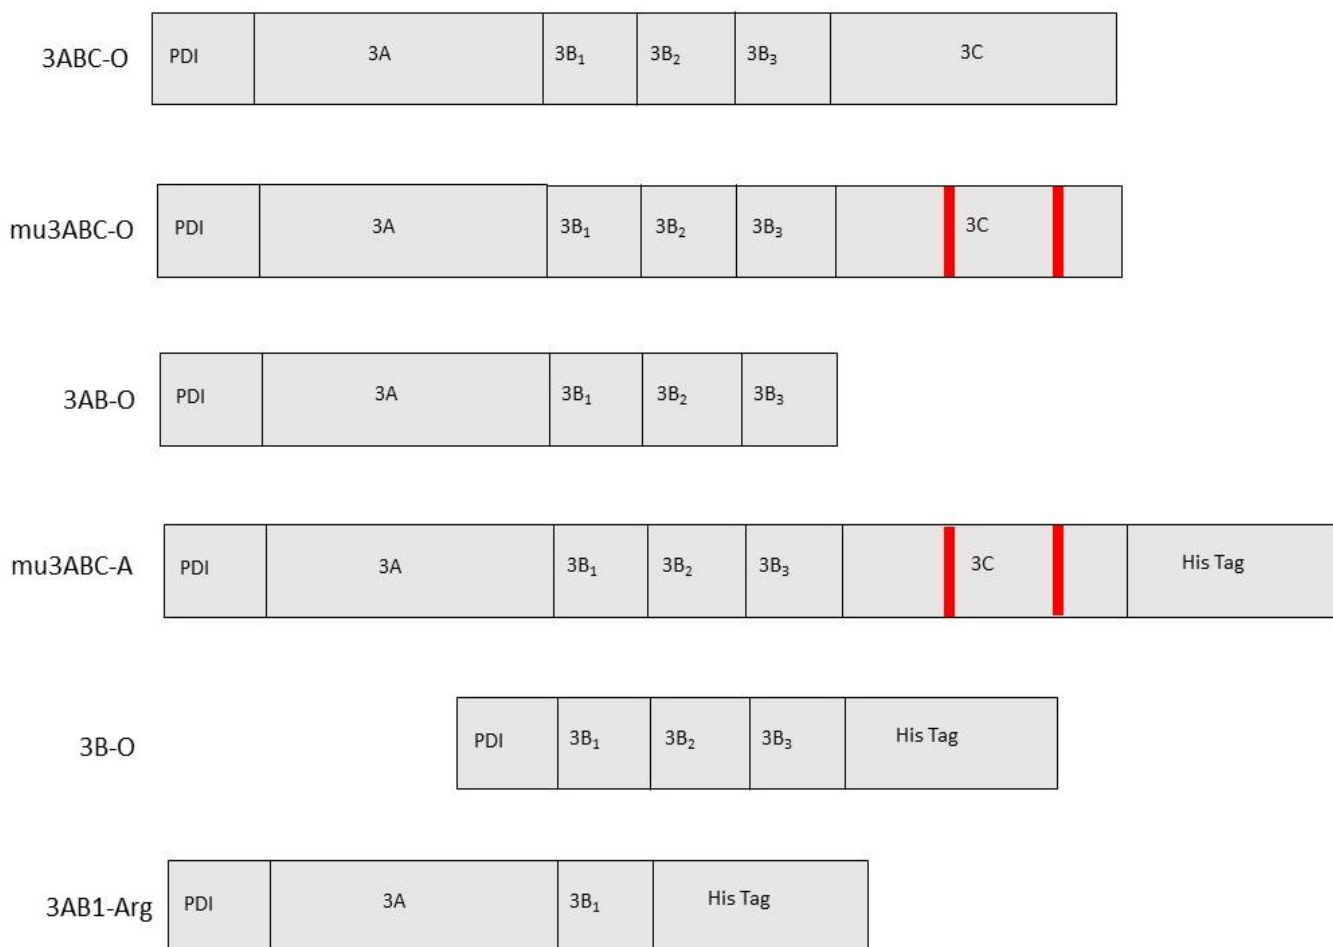 3ABC-O PDI 3A 3B₁ 3B₂ 3B₃ 3C
mu3ABC-O PDI 3A 3B₁ 3B₂ 3B₃ 3C
3AB-O PDI 3A 3B₁ 3B₂ 3B₃
mu3ABC-A PDI 3A 3B₁ 3B₂ 3B₃ 3C His Tag
3B-O PDI 3B₁ 3B₂ 3B₃ His Tag
3AB1-Arg PDI 3A 3B₁ His Tag